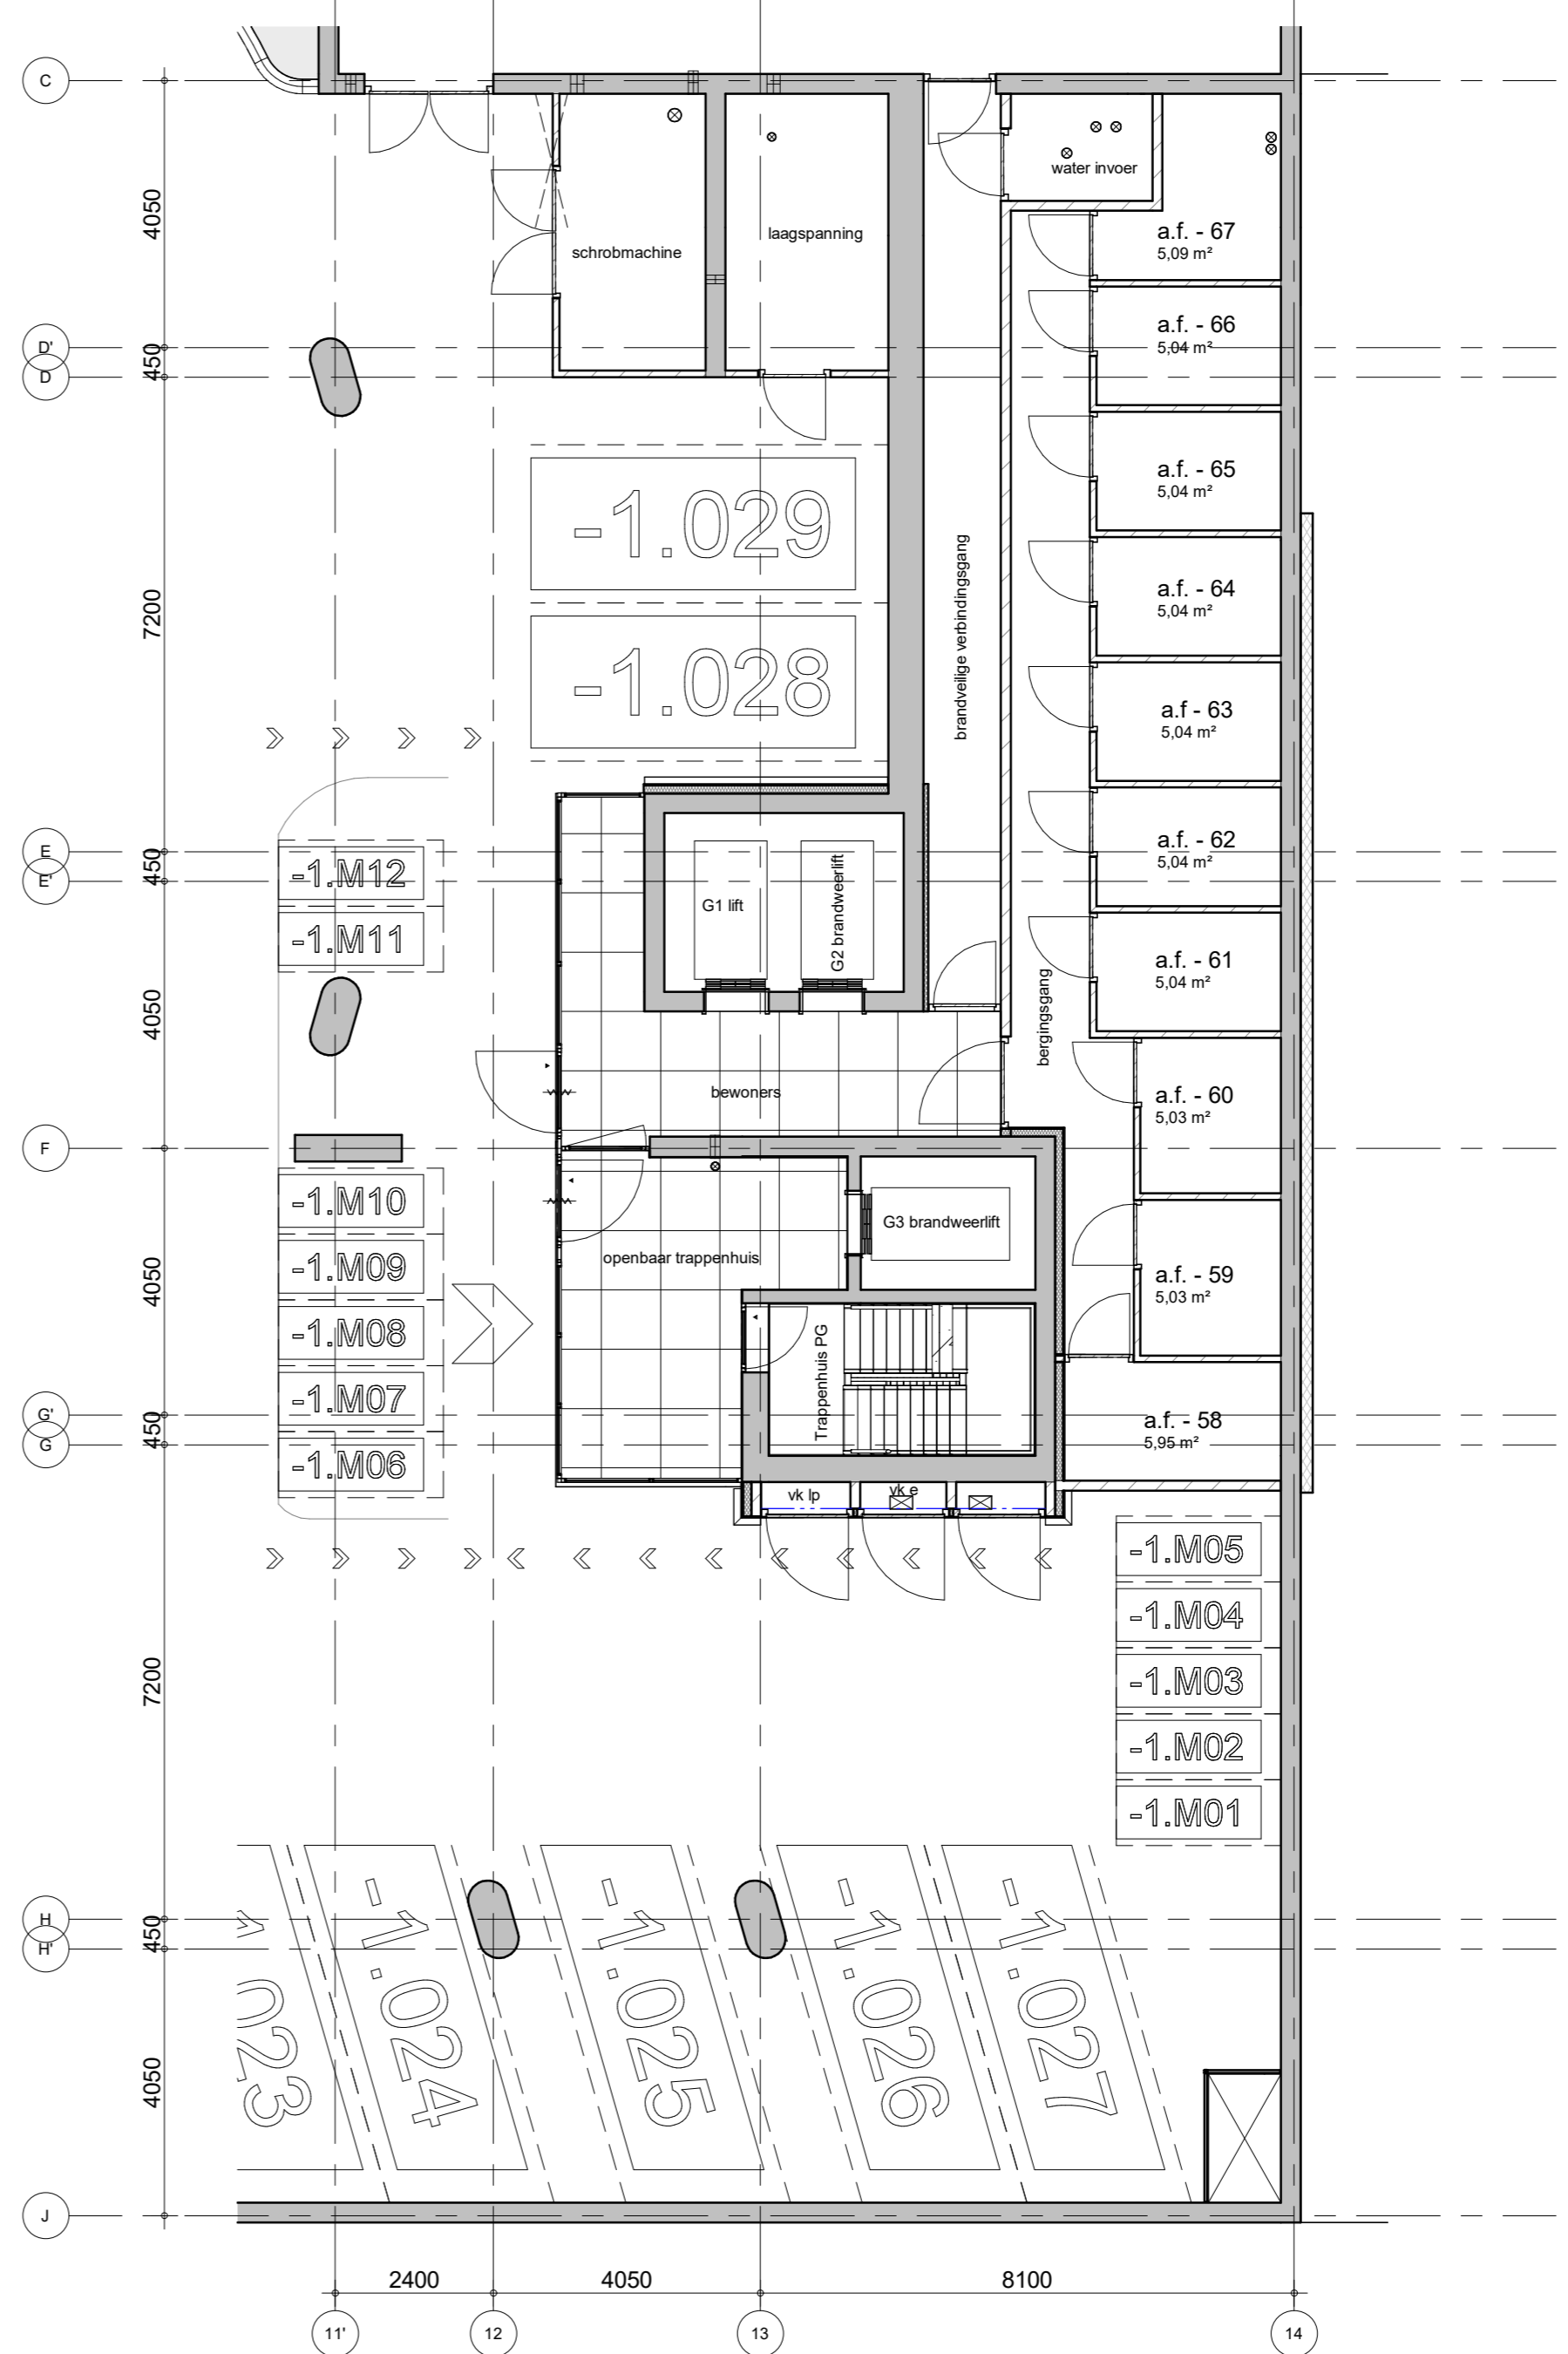 C
water invoer
4050
schrobmachine
laagspanning
a.f. - 67
5,09 m²
D'
450
D
a.f. - 66
5,04 m²
a.f. - 65
5,04 m²
-1.029
7200
brandveilige verbindingsgang
a.f. - 64
5,04 m²
-1.028
a.f - 63
5,04 m²
E
450
E'
-1.M12
-1.M11
G1 lift
G2 brandweerlift
a.f. - 62
5,04 m²
a.f. - 61
5,04 m²
4050
bergingsgang
bewoners
a.f. - 60
5,03 m²
F
-1.M10
-1.M09
-1.M08
-1.M07
-1.M06
4050
G3 brandweerlift
openbaar trappenhuis
Trappenhuis PG
a.f. - 59
5,03 m²
G'
450
G
a.f. - 58
5,95 m²
vk lp
vk e
-1.M05
-1.M04
-1.M03
-1.M02
-1.M01
7200
H
450
H'
1
023
-1.024
-1.025
-1.026
-1.027
4050
J
2400
4050
8100
11'
12
13
14